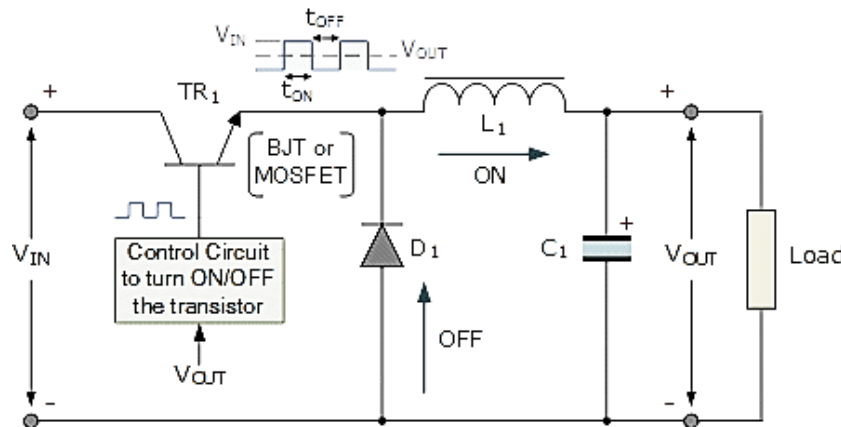 tOFF
VIN
VOUT
tON
+
TR1
+
L1
BJT or
MOSFET
ON
+
VIN
Control Circuit
to turn ON/OFF
the transistor
D1
C1
VOUT
Load
OFF
VOUT
-
-